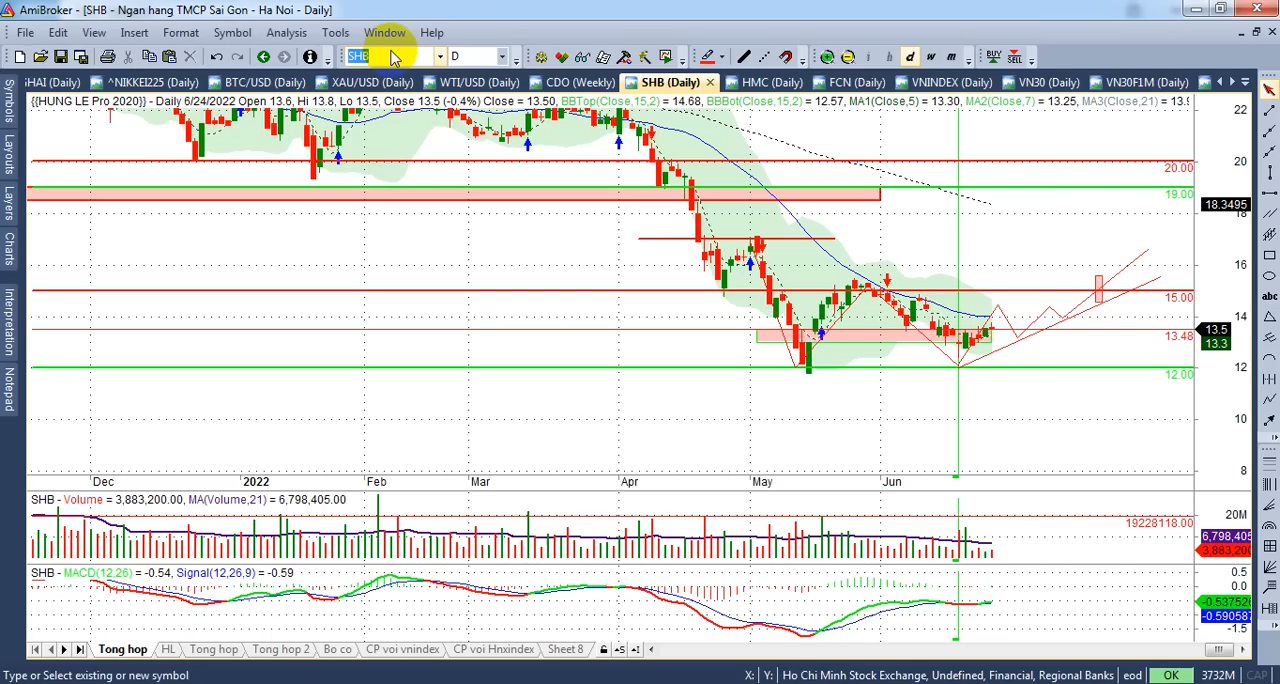 AmiBroker - [SHB - Ngan hang TMCP Sai Gon - Ha Noi - Daily]
File Edit View Insert Format Symbol Analysis Tools Window Help
SHB D i h d w m BUY SELL
HAI (Daily) ^NIKKEI225 (Daily) BTC/USD (Daily) XAU/USD (Daily) WTI/USD (Daily) CDO (Weekly) SHB (Daily) HMC (Daily) FCN (Daily) VNINDEX (Daily) VN30 (Daily) VN30F1M (Daily)
{{HUNG LE Pro 2020}} - Daily 6/24/2022 Open 13.6, Hi 13.8, Lo 13.5, Close 13.5 (-0.4%) Close = 13.50, BBTop(Close,15,2) = 14.68, BBBot(Close,15,2) = 12.57, MA1(Close,5) = 13.30, MA2(Close,7) = 13.25, MA3(Close,21) = 13.9
Symbols
Layouts
Layers
Charts
Interpretation
Notepad
abc
22
20
20.00
19.00
18.3495
18
16
15.00
14
13.5
13.48
13.3
12
12.00
10
8
Dec 2022 Feb Mar Apr May Jun
SHB - Volume = 3,883,200.00, MA(Volume,21) = 6,798,405.00
20M
19228118.00
6,798,405
3,883,200
SHB - MACD(12,26) = -0.54, Signal(12,26,9) = -0.59
0.5
0.0
-0.537520
-0.590587
-1.5
Tong hop HL Tong hop Tong hop 2 Bo co CP voi vnindex CP voi Hnxindex Sheet 8
Type or Select existing or new symbol X: Y: Ho Chi Minh Stock Exchange, Undefined, Financial, Regional Banks eod OK 3732M CAP